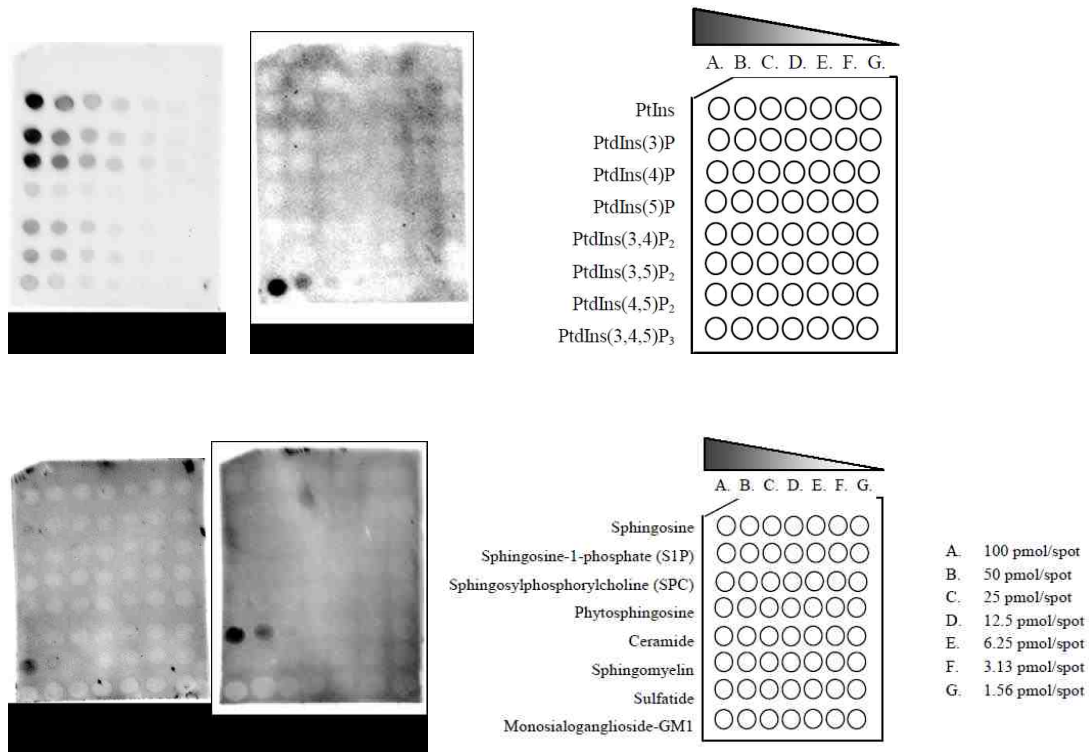 A. B. C. D. E. F. G.
PtIns
PtdIns(3)P
PtdIns(4)P
PtdIns(5)P
PtdIns(3,4)P₂
PtdIns(3,5)P₂
PtdIns(4,5)P₂
PtdIns(3,4,5)P₃
A. B. C. D. E. F. G.
Sphingosine
Sphingosine-1-phosphate (S1P)
Sphingosylphosphorylcholine (SPC)
Phytosphingosine
Ceramide
Sphingomyelin
Sulfatide
Monosialoganglioside-GM1
A. 100 pmol/spot
B. 50 pmol/spot
C. 25 pmol/spot
D. 12.5 pmol/spot
E. 6.25 pmol/spot
F. 3.13 pmol/spot
G. 1.56 pmol/spot